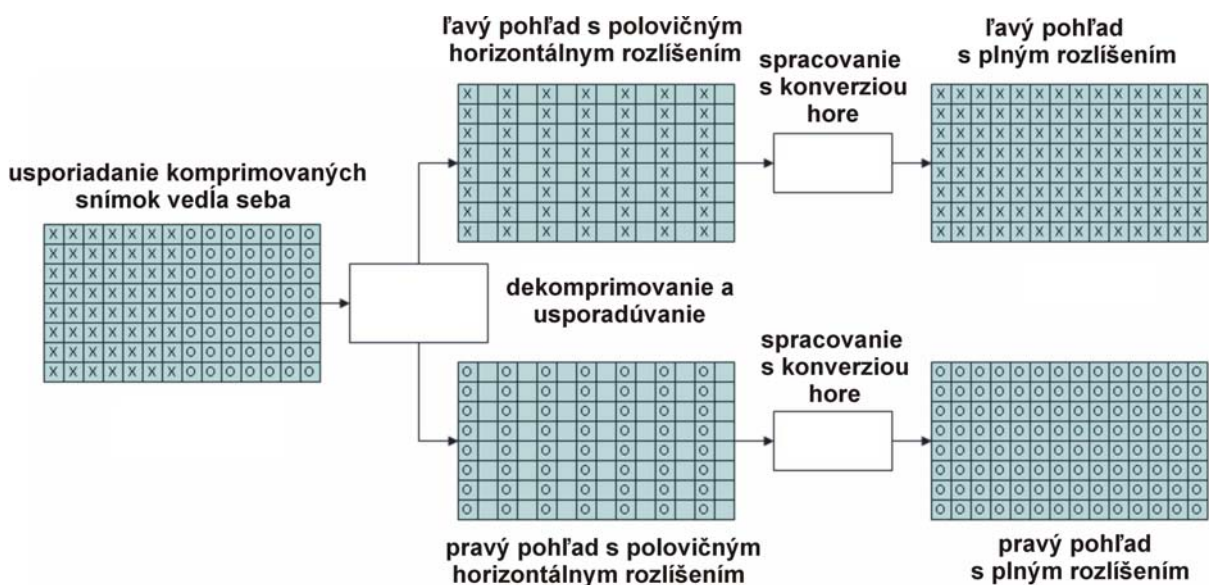 ľavý pohľad s polovičným
horizontálnym rozlíšením
spracovanie
s konverziou
hore
ľavý pohľad
s plným rozlíšením
usporiadanie komprimovaných
snímok vedĺa seba
dekomprimovanie a
usporadúvanie
spracovanie
s konverziou
hore
pravý pohľad s polovičným
horizontálnym rozlíšením
pravý pohľad
s plným rozlíšením